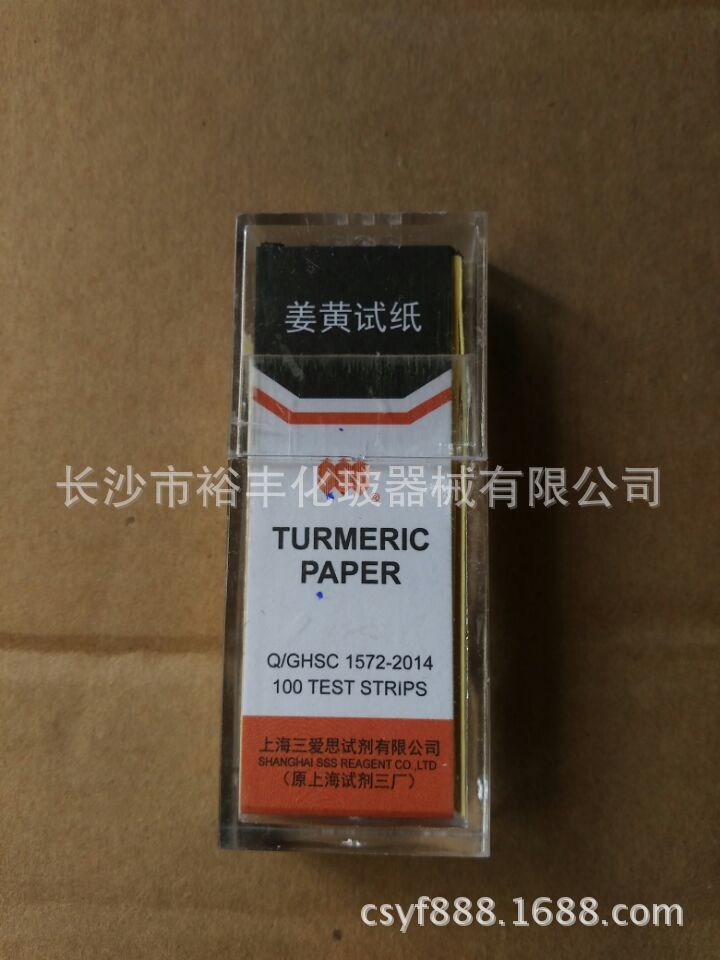 姜黄试纸
长沙市裕丰化玻器械有限公司
®
TURMERIC
PAPER
Q/GHSC 1572-2014
100 TEST STRIPS
上海三爱思试剂有限公司
SHANGHAI SSS REAGENT CO.,LTD
（原上海试剂三厂）
csyf888.1688.com